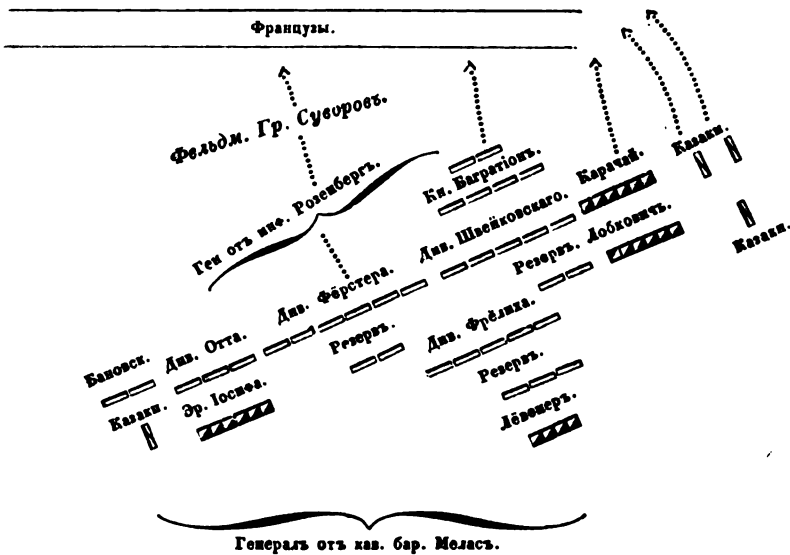 Французы.
Фельдм. Гр. Суворовъ.
Ген отъ инф. Розенбергъ.
Кн. Багратіонъ.
Карачай.
Казаки.
Див. Швейковскаго.
Резервъ. Лобковичъ.
Казаки.
Див. Фёрстера.
Резервъ.
Див. Фрёлиха.
Резервъ.
Лёвенеръ.
Бановск. Див. Отта.
Казаки. Эр. Іосифа.
Генералъ отъ кав. бар. Меласъ.